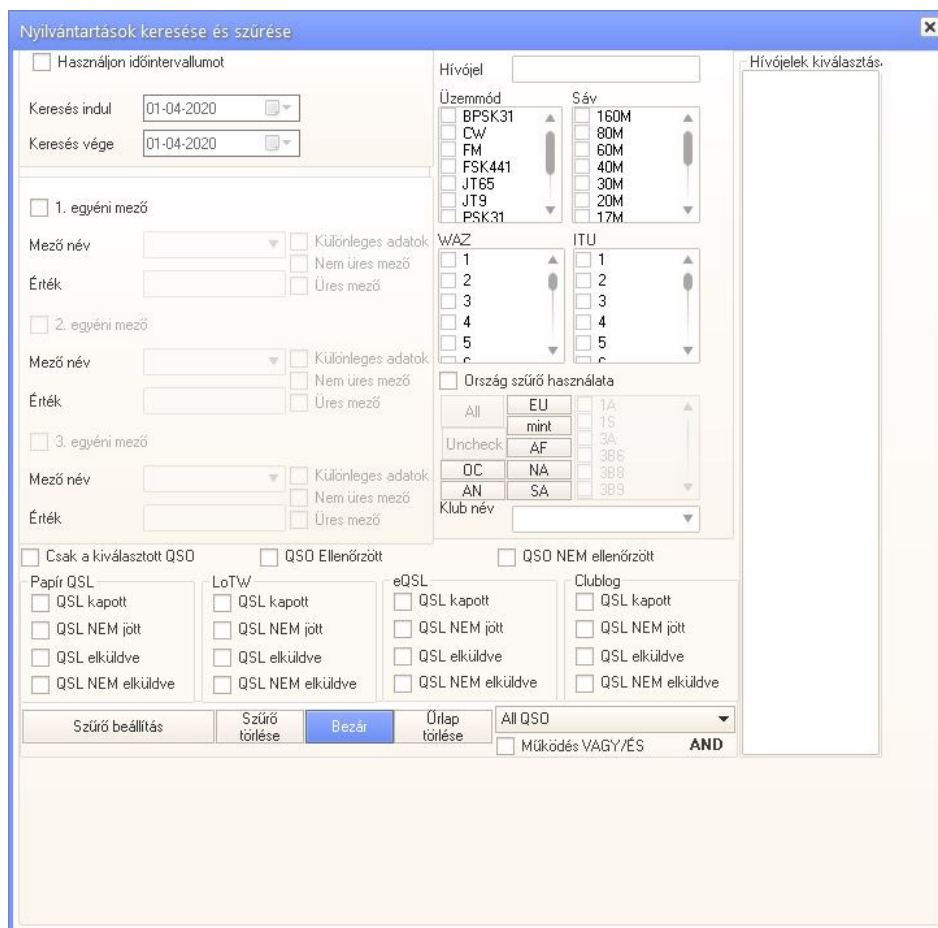 Nyilvántartások keresése és szűrése
Használjon időintervallumot
Keresés indul 01-04-2020
Keresés vége 01-04-2020
1. egyéni mező
Mező név
Különleges adatok
Nem üres mező
Érték
Üres mező
2. egyéni mező
Mező név
Különleges adatok
Nem üres mező
Érték
Üres mező
3. egyéni mező
Mező név
Különleges adatok
Nem üres mező
Érték
Üres mező
Hívójel
Üzemmód
BPSK31
CW
FM
FSK441
JT65
JT9
PSK31
Sáv
160M
80M
60M
40M
30M
20M
17M
WAZ
1
2
3
4
5
ITU
1
2
3
4
5
Ország szűrő használata
All
Uncheck
EU
mint
AF
OC
NA
AN
SA
1A
1S
3A
3B6
3B8
3B9
Klub név
Hívójelek kiválasztás
Csak a kiválasztott QSO
QSO Ellenőrzött
QSO NEM ellenőrzött
Papír QSL
QSL kapott
QSL NEM jött
QSL elküldve
QSL NEM elküldve
LoTW
QSL kapott
QSL NEM jött
QSL elküldve
QSL NEM elküldve
eQSL
QSL kapott
QSL NEM jött
QSL elküldve
QSL NEM elküldve
Clublog
QSL kapott
QSL NEM jött
QSL elküldve
QSL NEM elküldve
Szűrő beállítás
Szűrő
törlése
Bezár
Űrlap
törlése
All QSO
Működés VAGY/ÉS AND